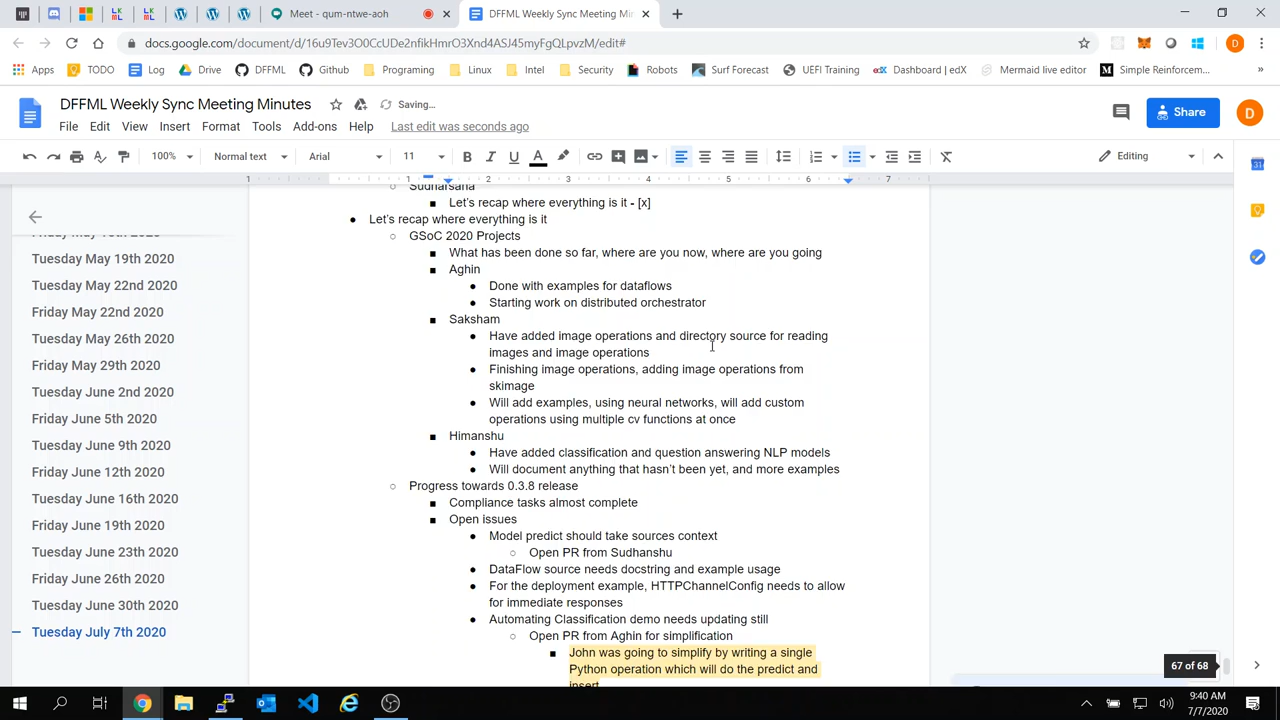 Meet - qum-ntwe-aoh
DFFML Weekly Sync Meeting Min
docs.google.com/document/d/16u9Tev3O0CcUDe2nfikHmrO3Xnd4ASJ45myFgQLpvzM/edit#
Apps TODO Log Drive DFFML Github Programing Linux Intel Security Robots Surf Forecast UEFI Training Dashboard | edX Mermaid live editor Simple Reinforcem...
DFFML Weekly Sync Meeting Minutes Saving...
File Edit View Insert Format Tools Add-ons Help Last edit was seconds ago
Share D
100% Normal text Arial 11 B I U A Editing
1 1 2 3 4 5 6 7
Tuesday May 19th 2020
Tuesday May 22nd 2020
Friday May 22nd 2020
Tuesday May 26th 2020
Friday May 29th 2020
Tuesday June 2nd 2020
Friday June 5th 2020
Tuesday June 9th 2020
Friday June 12th 2020
Tuesday June 16th 2020
Friday June 19th 2020
Tuesday June 23th 2020
Friday June 26th 2020
Tuesday June 30th 2020
Tuesday July 7th 2020
Sudharsana
Let's recap where everything is it - [x]
Let's recap where everything is it
GSoC 2020 Projects
What has been done so far, where are you now, where are you going
Aghin
Done with examples for dataflows
Starting work on distributed orchestrator
Saksham
Have added image operations and directory source for reading
images and image operations
Finishing image operations, adding image operations from
skimage
Will add examples, using neural networks, will add custom
operations using multiple cv functions at once
Himanshu
Have added classification and question answering NLP models
Will document anything that hasn't been yet, and more examples
Progress towards 0.3.8 release
Compliance tasks almost complete
Open issues
Model predict should take sources context
Open PR from Sudhanshu
DataFlow source needs docstring and example usage
For the deployment example, HTTPChannelConfig needs to allow
for immediate responses
Automating Classification demo needs updating still
Open PR from Aghin for simplification
John was going to simplify by writing a single
Python operation which will do the predict and
insert
67 of 68
9:40 AM
7/7/2020